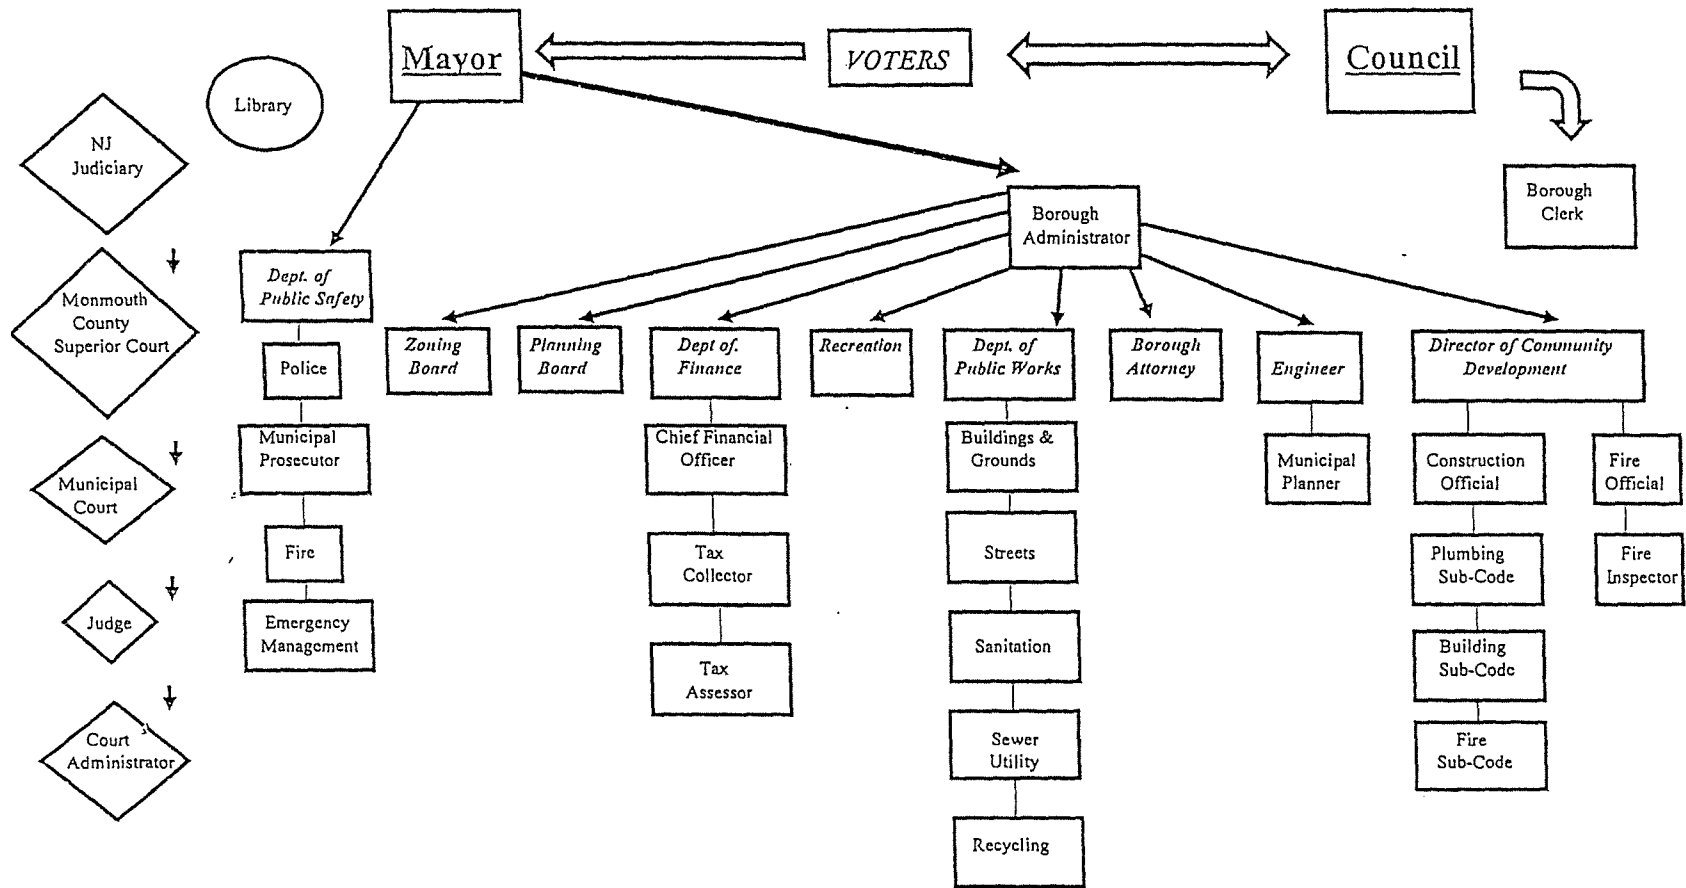 Mayor
VOTERS
Council
Library
NJ
Judiciary
Borough
Clerk
Borough
Administrator
Dept. of
Public Safety
Monmouth
County
Superior Court
Zoning
Board
Planning
Board
Dept of.
Finance
Recreation
Dept. of
Public Works
Borough
Attorney
Engineer
Director of Community
Development
Police
Municipal
Prosecutor
Chief Financial
Officer
Buildings &
Grounds
Municipal
Planner
Construction
Official
Fire
Official
Municipal
Court
Fire
Tax
Collector
Streets
Plumbing
Sub-Code
Fire
Inspector
Judge
Emergency
Management
Tax
Assessor
Sanitation
Building
Sub-Code
Court
Administrator
Sewer
Utility
Fire
Sub-Code
Recycling